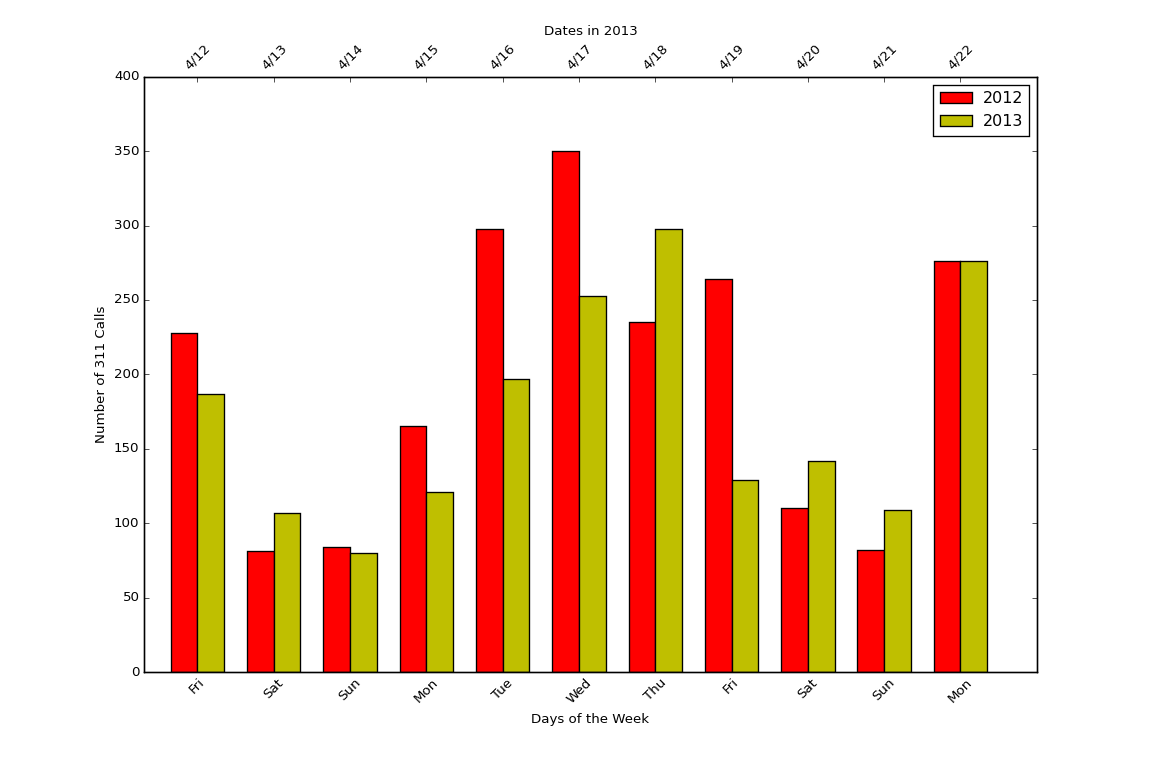 Dates in 2013
4/12 4/13 4/14 4/15 4/16 4/17 4/18 4/19 4/20 4/21 4/22
2012
2013
400
350
300
250
200
150
100
50
0
Number of 311 Calls
Fri Sat Sun Mon Tue Wed Thu Fri Sat Sun Mon
Days of the Week